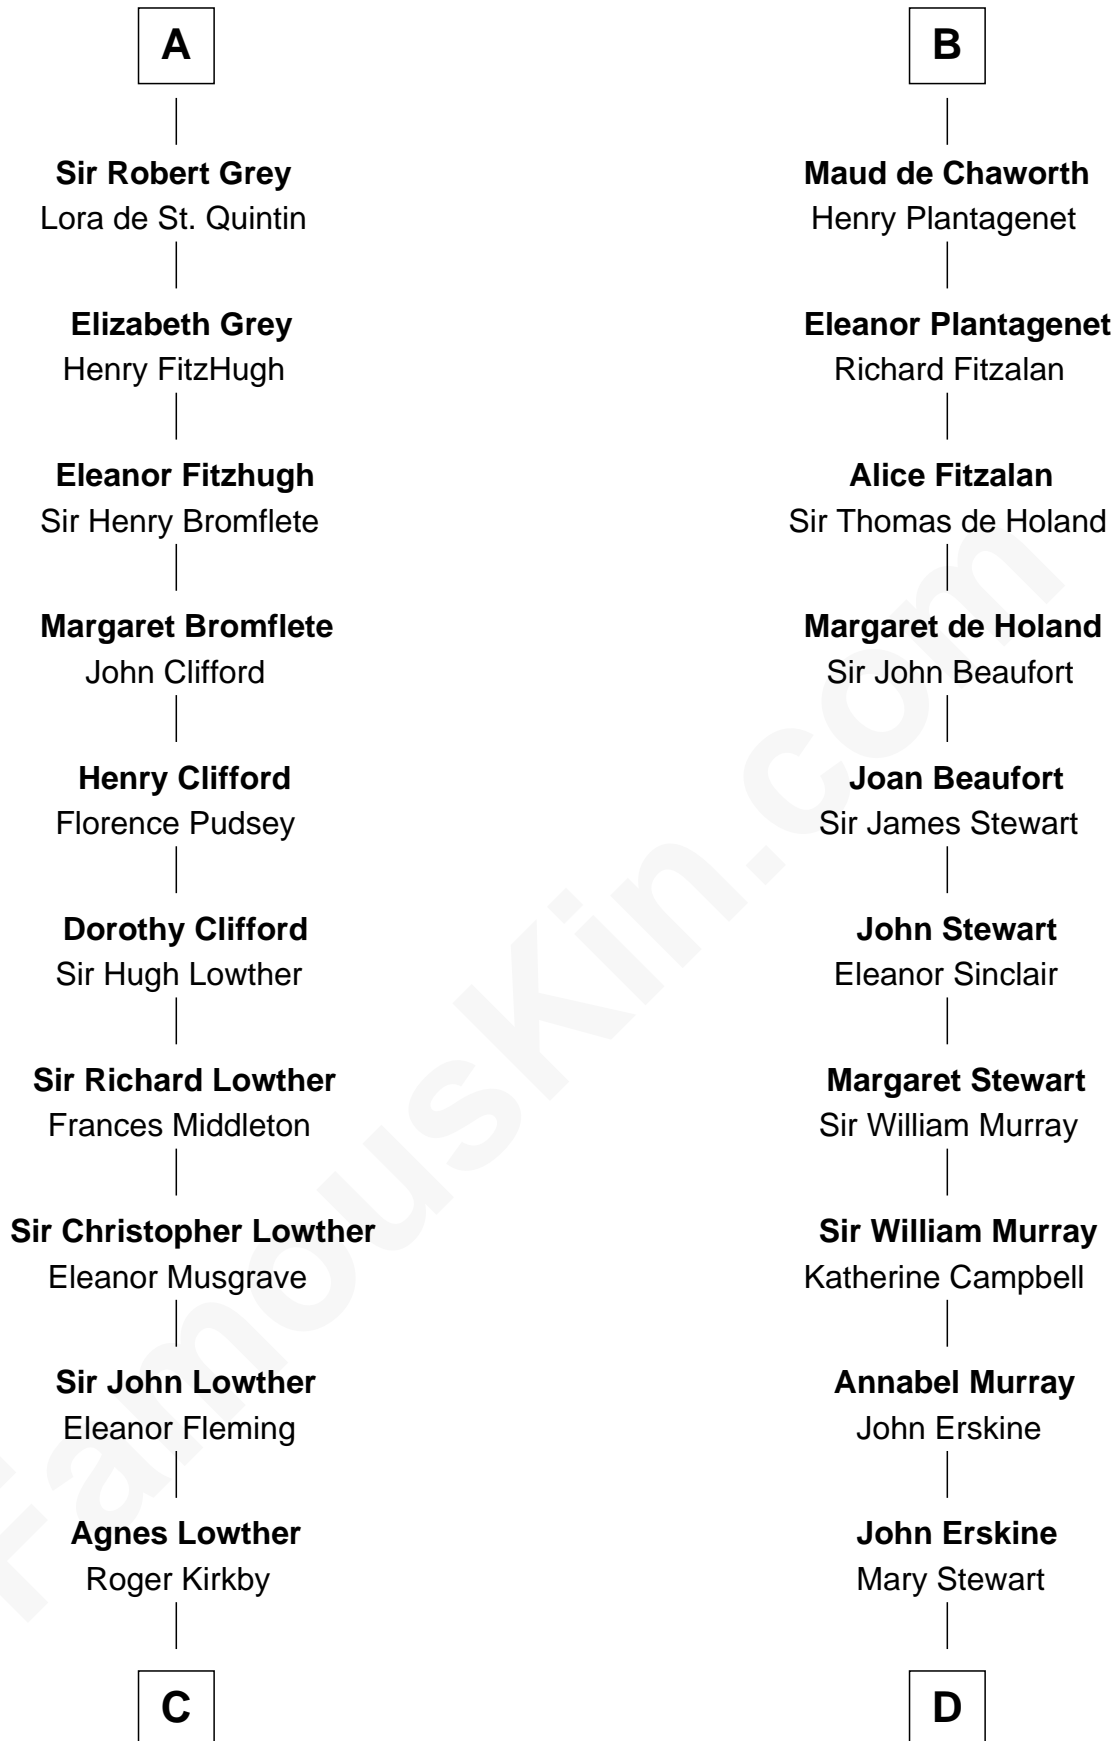 A
Sir Robert Grey
Lora de St. Quintin
Elizabeth Grey
Henry FitzHugh
Eleanor Fitzhugh
Sir Henry Bromflete
Margaret Bromflete
John Clifford
Henry Clifford
Florence Pudsey
Dorothy Clifford
Sir Hugh Lowther
Sir Richard Lowther
Frances Middleton
Sir Christopher Lowther
Eleanor Musgrave
Sir John Lowther
Eleanor Fleming
Agnes Lowther
Roger Kirkby
C
B
Maud de Chaworth
Henry Plantagenet
Eleanor Plantagenet
Richard Fitzalan
Alice Fitzalan
Sir Thomas de Holand
Margaret de Holand
Sir John Beaufort
Joan Beaufort
Sir James Stewart
John Stewart
Eleanor Sinclair
Margaret Stewart
Sir William Murray
Sir William Murray
Katherine Campbell
Annabel Murray
John Erskine
John Erskine
Mary Stewart
D
FamousKin.com